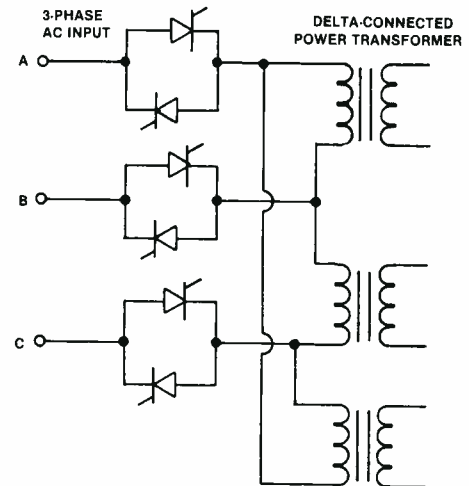 3-PHASE
AC INPUT
DELTA-CONNECTED
POWER TRANSFORMER
A
B
C